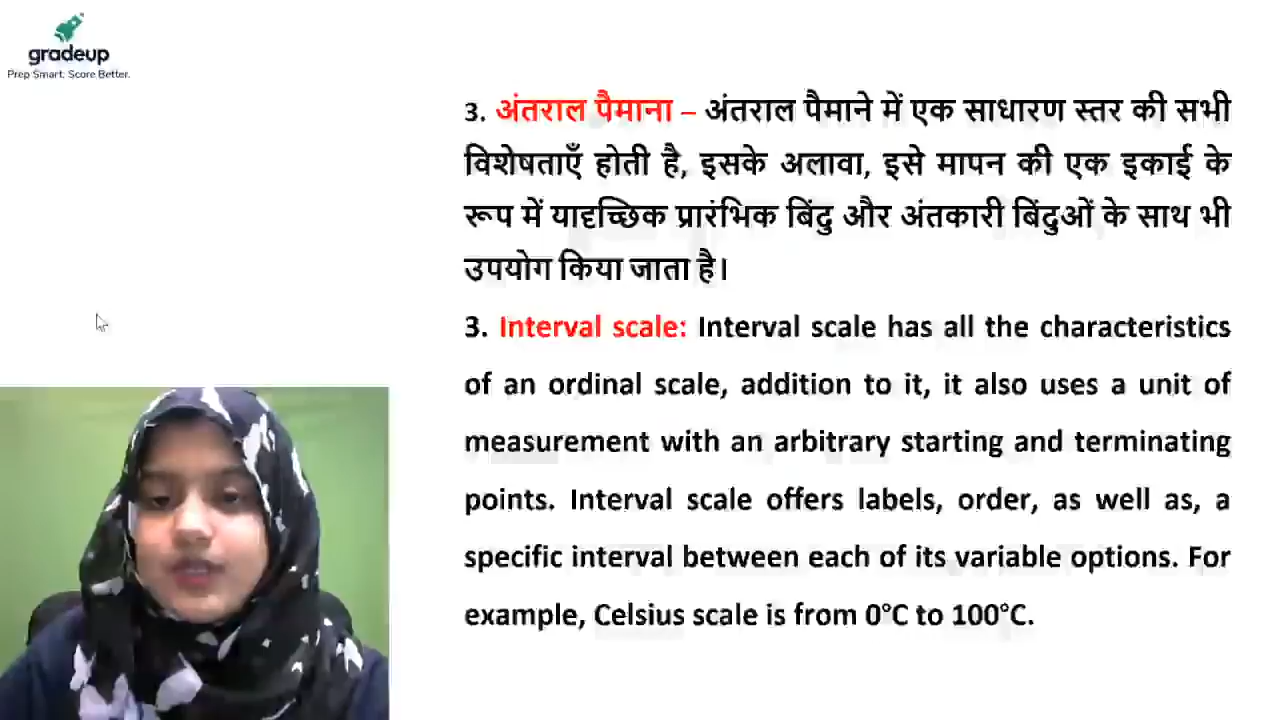 gradeup
Prep Smart. Score Better.
3. अंतराल पैमाना – अंतराल पैमाने में एक साधारण स्तर की सभी
विशेषताएँ होती है, इसके अलावा, इसे मापन की एक इकाई के
रूप में यादृच्छिक प्रारंभिक बिंदु और अंतकारी बिंदुओं के साथ भी
उपयोग किया जाता है।
3. Interval scale: Interval scale has all the characteristics
of an ordinal scale, addition to it, it also uses a unit of
measurement with an arbitrary starting and terminating
points. Interval scale offers labels, order, as well as, a
specific interval between each of its variable options. For
example, Celsius scale is from 0°C to 100°C.